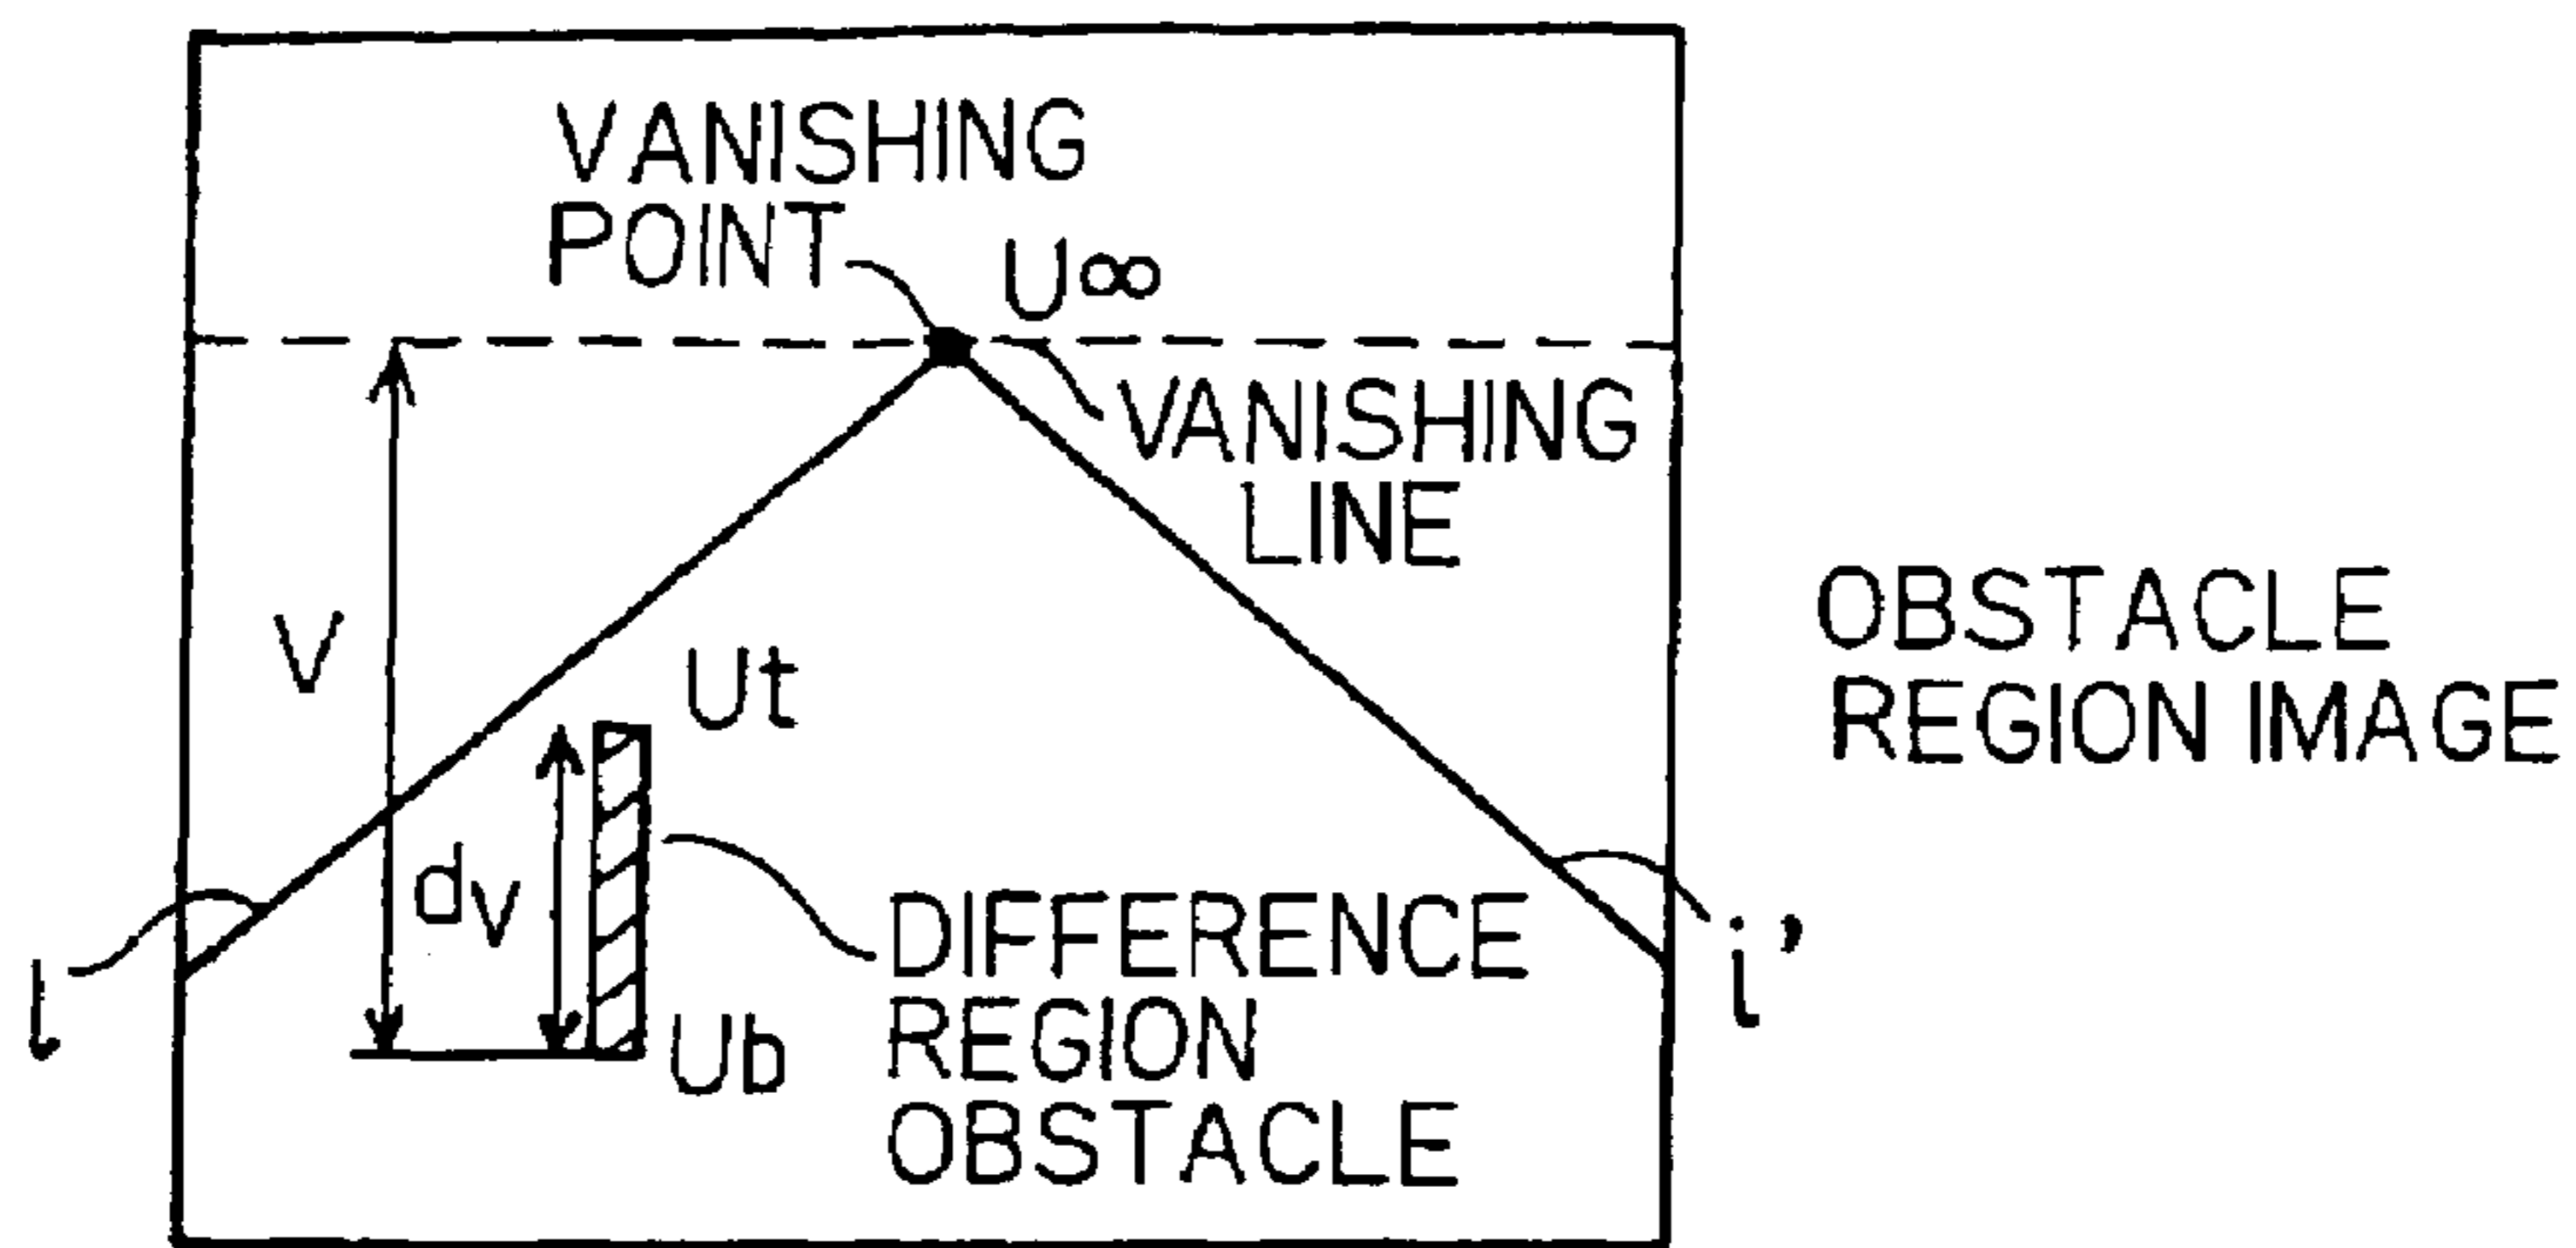 VANISHING
POINT
U∞
VANISHING
LINE
V
Ut
OBSTACLE
REGION IMAGE
dv
l
DIFFERENCE
REGION
OBSTACLE
Ub
i'